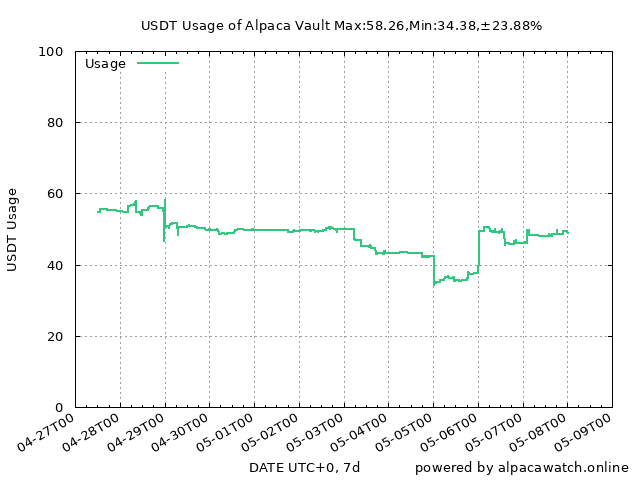 USDT Usage of Alpaca Vault Max:58.26,Min:34.38,±23.88%
Usage
USDT Usage
100
80
60
40
20
0
04-27T00
04-28T00
04-29T00
04-30T00
05-01T00
05-02T00
05-03T00
05-04T00
05-05T00
05-06T00
05-07T00
05-08T00
05-09T00
DATE UTC+0, 7d
powered by alpacawatch.online